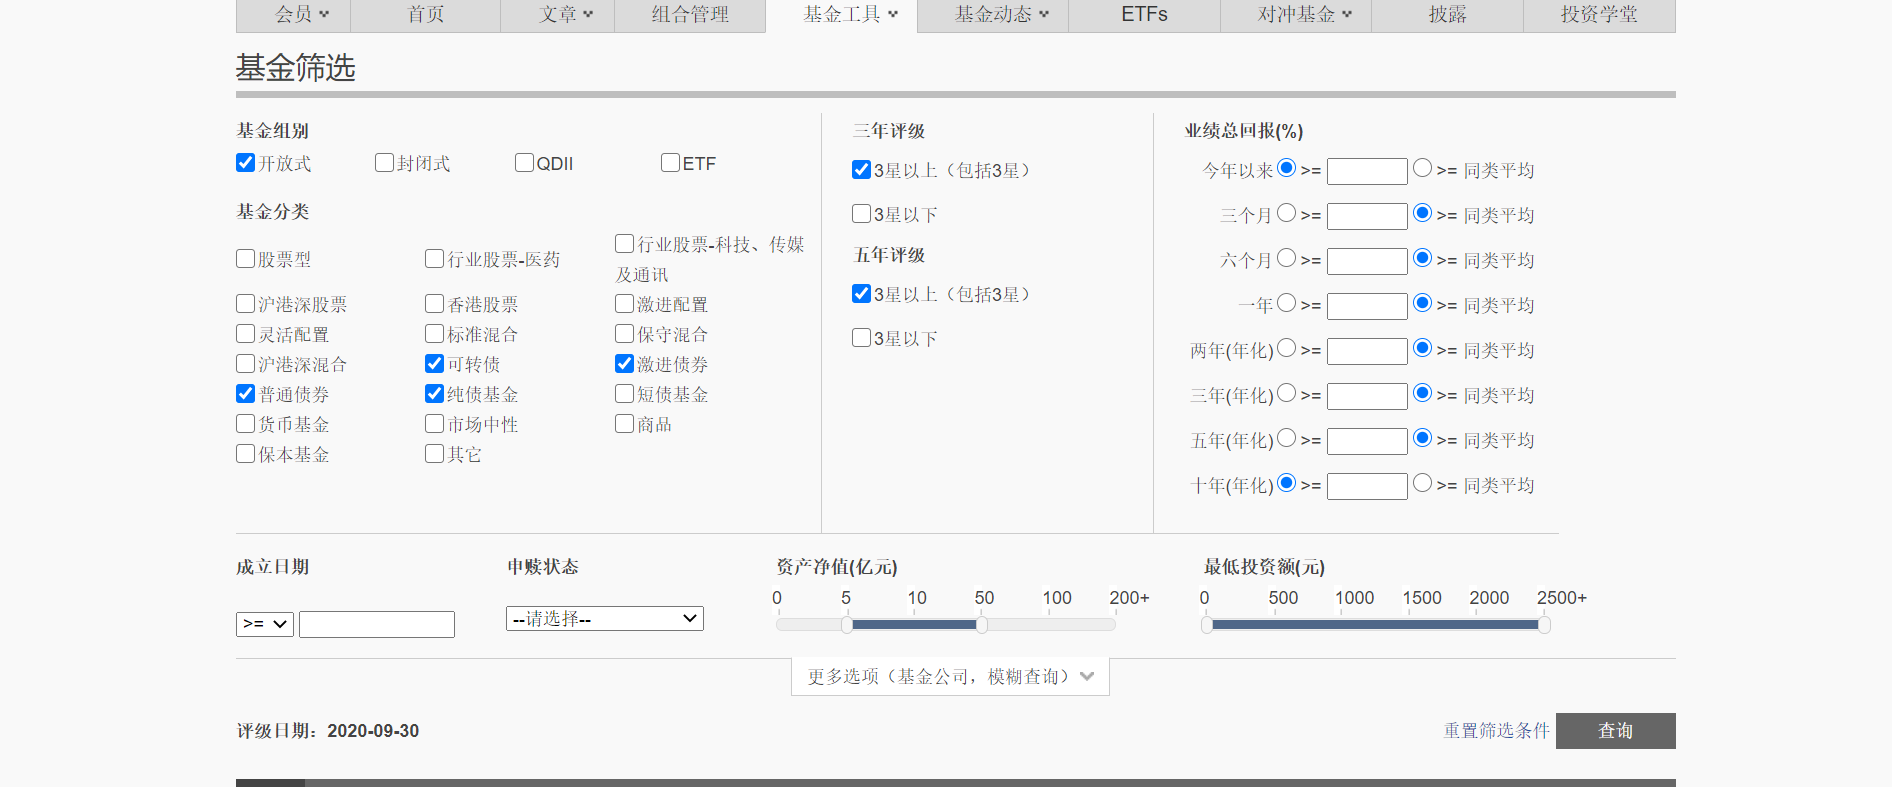 会员 首页 文章 组合管理 基金工具 基金动态 ETFs 对冲基金 披露 投资学堂
基金筛选
基金组别
开放式 封闭式 QDII ETF
基金分类
股票型 行业股票-医药 行业股票-科技、传媒
及通讯
沪港深股票 香港股票 激进配置
灵活配置 标准混合 保守混合
沪港深混合 可转债 激进债券
普通债券 纯债基金 短债基金
货币基金 市场中性 商品
保本基金 其它
三年评级
3星以上（包括3星）
3星以下
五年评级
3星以上（包括3星）
3星以下
业绩总回报(%)
今年以来 >= >= 同类平均
三个月 >= >= 同类平均
六个月 >= >= 同类平均
一年 >= >= 同类平均
两年(年化) >= >= 同类平均
三年(年化) >= >= 同类平均
五年(年化) >= >= 同类平均
十年(年化) >= >= 同类平均
成立日期
>=
申赎状态
--请选择--
资产净值(亿元)
0 5 10 50 100 200+
最低投资额(元)
0 500 1000 1500 2000 2500+
更多选项（基金公司，模糊查询）
评级日期：2020-09-30
重置筛选条件 查询